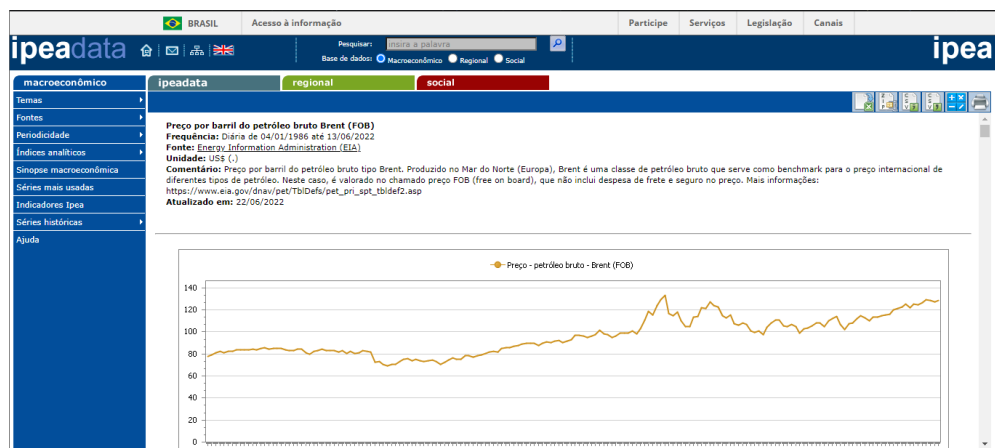 BRASIL Acesso à informação Participe Serviços Legislação Canais
ipeadata Pesquisar: insira a palavra ipea
Base de dados: Macroeconômico Regional Social
macroeconômico ipeadata regional social
Temas
Fontes
Periodicidade
Índices analíticos
Sinopse macroeconômica
Séries mais usadas
Indicadores Ipea
Séries históricas
Ajuda
Preço por barril do petróleo bruto Brent (FOB)
Frequência: Diária de 04/01/1986 até 13/06/2022
Fonte: Energy Information Administration (EIA)
Unidade: US$ (.)
Comentário: Preço por barril do petróleo bruto tipo Brent. Produzido no Mar do Norte (Europa), Brent é uma classe de petróleo bruto que serve como benchmark para o preço internacional de
diferentes tipos de petróleo. Neste caso, é valorado no chamado preço FOB (free on board), que não inclui despesa de frete e seguro no preço. Mais informações:
https://www.eia.gov/dnav/pet/TblDefs/pet_pri_spt_tbldef2.asp
Atualizado em: 22/06/2022
Preço - petróleo bruto - Brent (FOB)
140
120
100
80
60
40
20
0